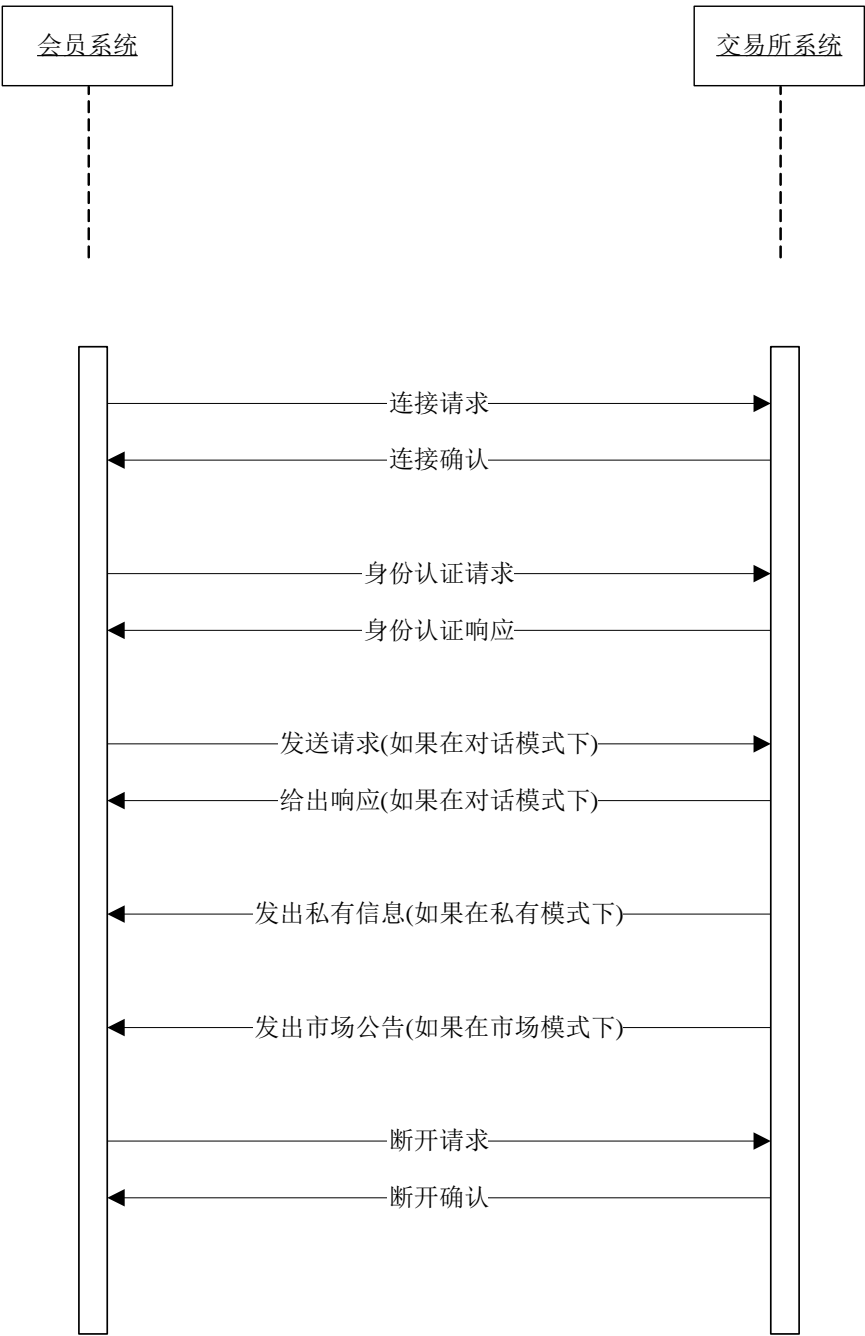 会员系统
交易所系统
连接请求
连接确认
身份认证请求
身份认证响应
发送请求(如果在对话模式下)
给出响应(如果在对话模式下)
发出私有信息(如果在私有模式下)
发出市场公告(如果在市场模式下)
断开请求
断开确认